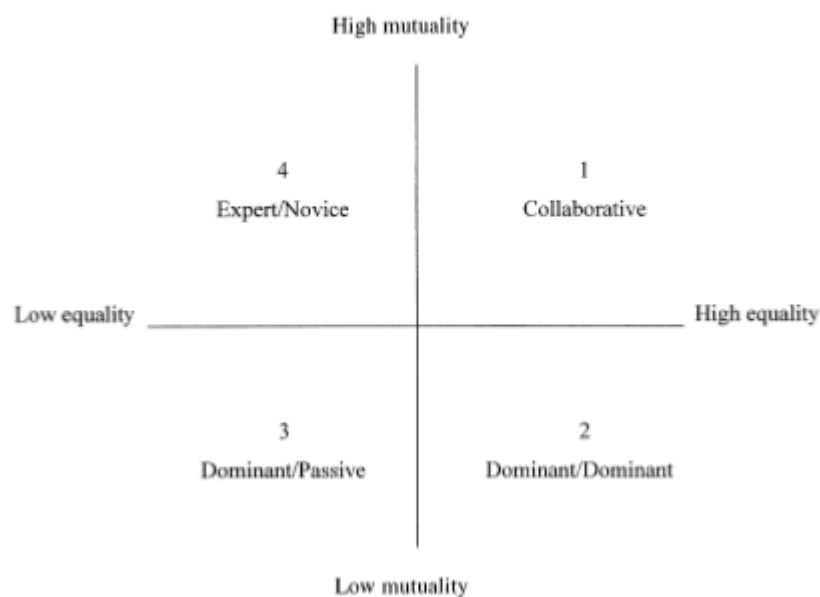 High mutuality
4
1
Expert/Novice
Collaborative
Low equality
High equality
3
2
Dominant/Passive
Dominant/Dominant
Low mutuality